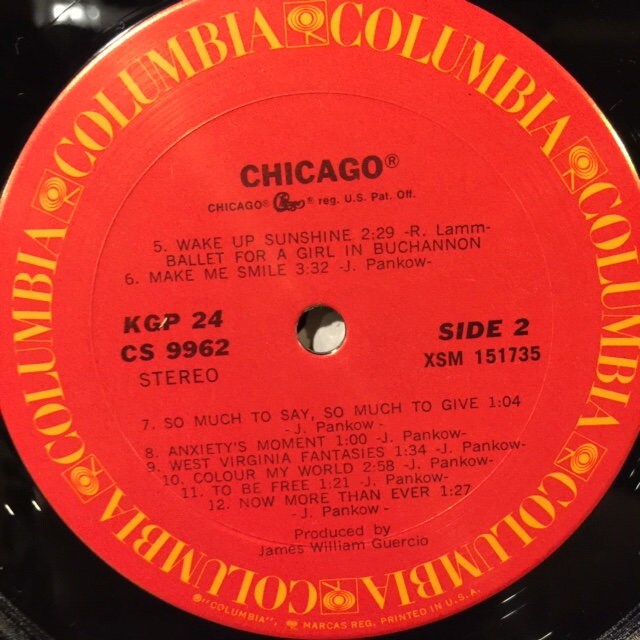 COLUMBIA COLUMBIA COLUMBIA COLUMBIA COLUMBIA COLUMBIA
CHICAGO®
CHICAGO® Chicago® reg. U.S. Pat. Off.
5. WAKE UP SUNSHINE 2:29 -R. Lamm-
BALLET FOR A GIRL IN BUCHANNON
6. MAKE ME SMILE 3:32 -J. Pankow-
KGP 24
CS 9962
STEREO
SIDE 2
XSM 151735
7. SO MUCH TO SAY, SO MUCH TO GIVE 1:04
- J. Pankow -
8. ANXIETY'S MOMENT 1:00 -J. Pankow-
9. WEST VIRGINIA FANTASIES 1:34 -J. Pankow-
10. COLOUR MY WORLD 2:58 -J. Pankow-
11. TO BE FREE 1:21 -J. Pankow-
12. NOW MORE THAN EVER 1:27
-J. Pankow-
Produced by
James William Guercio
®"COLUMBIA", MARCAS REG. PRINTED IN U.S.A.